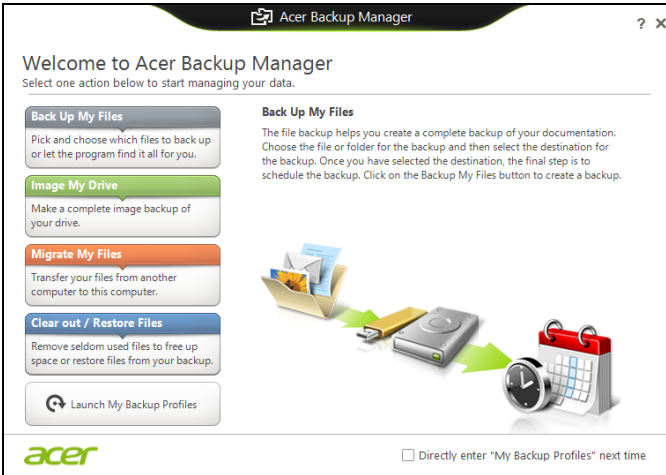 Acer Backup Manager
? X
Welcome to Acer Backup Manager
Select one action below to start managing your data.
Back Up My Files
Pick and choose which files to back up
or let the program find it all for you.
Image My Drive
Make a complete image backup of
your drive.
Migrate My Files
Transfer your files from another
computer to this computer.
Clear out / Restore Files
Remove seldom used files to free up
space or restore files from your backup.
Launch My Backup Profiles
Back Up My Files
The file backup helps you create a complete backup of your documentation.
Choose the file or folder for the backup and then select the destination for
the backup. Once you have selected the destination, the final step is to
schedule the backup. Click on the Backup My Files button to create a backup.
acer
Directly enter "My Backup Profiles" next time